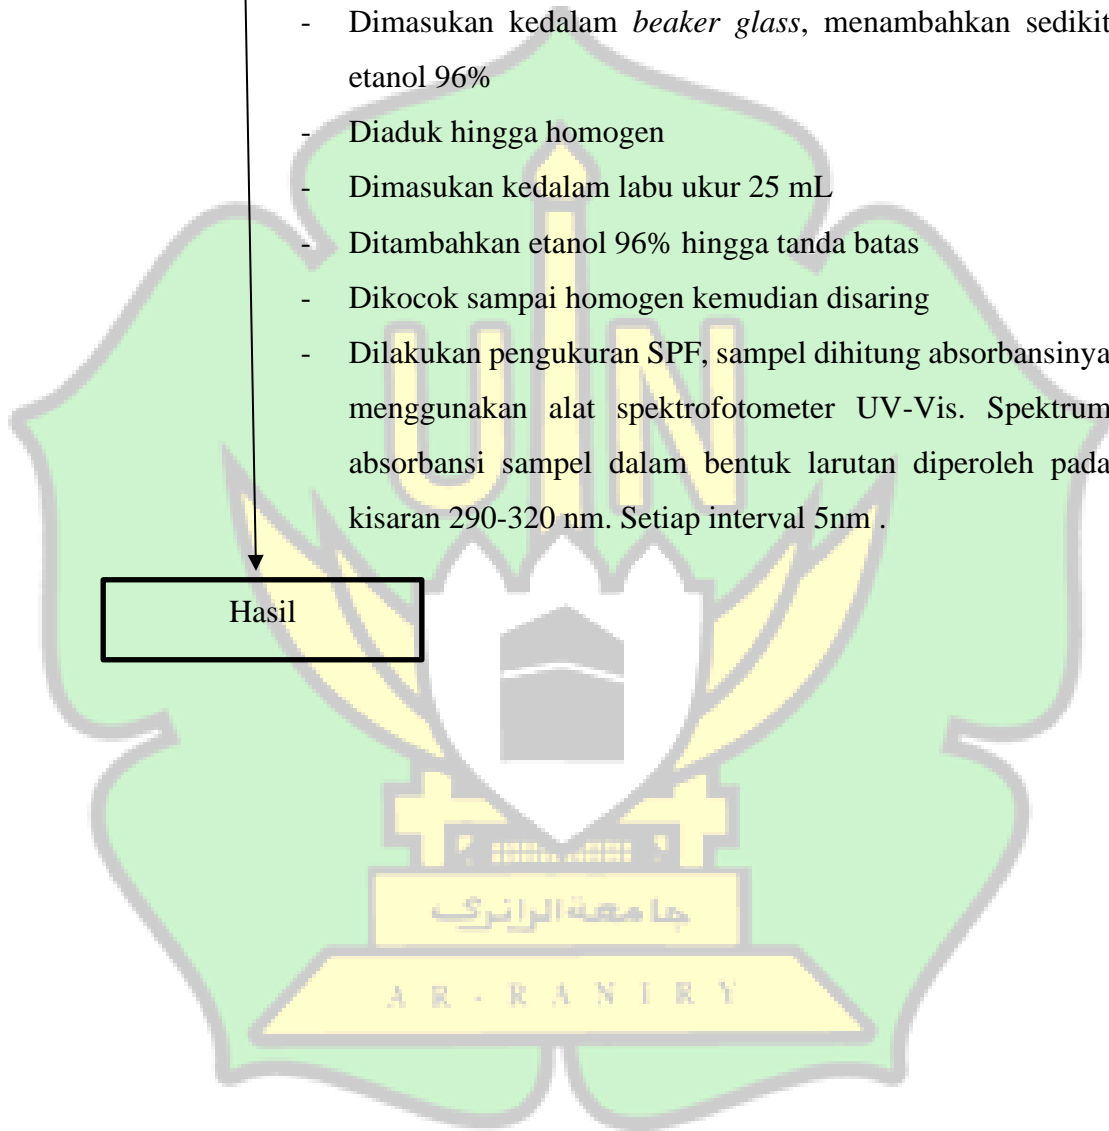 - Dimasukan kedalam beaker glass, menambahkan sedikit
etanol 96%
- Diaduk hingga homogen
- Dimasukan kedalam labu ukur 25 mL
- Ditambahkan etanol 96% hingga tanda batas
- Dikocok sampai homogen kemudian disaring
- Dilakukan pengukuran SPF, sampel dihitung absorbansinya
menggunakan alat spektrofotometer UV-Vis. Spektrum
absorbansi sampel dalam bentuk larutan diperoleh pada
kisaran 290-320 nm. Setiap interval 5nm .
Hasil
UIN
جامعة الرانري
AR-RANIRY